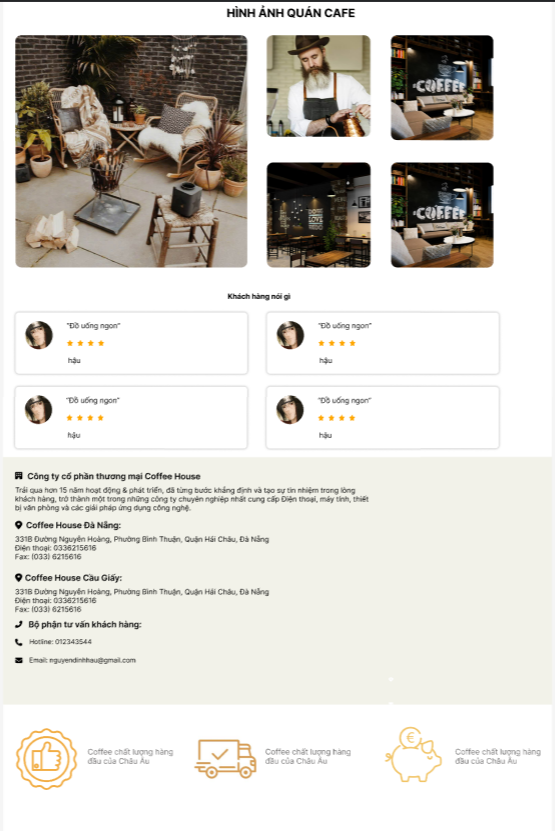 HÌNH ẢNH QUÁN CAFE
COFFEE
COFFEE
Khách hàng nói gì
"Đồ uống ngon"
hậu
"Đồ uống ngon"
hậu
"Đồ uống ngon"
hậu
"Đồ uống ngon"
hậu
Công ty cổ phần thương mại Coffee House
Trải qua hơn 15 năm hoạt động & phát triển, đã từng bước khẳng định và tạo sự tín nhiệm trong lòng
khách hàng, trở thành một trong những công ty chuyên nghiệp nhất cung cấp Điện thoại, máy tính, thiết
bị văn phòng và các giải pháp ứng dụng công nghệ.
Coffee House Đà Nẵng:
331B Đường Nguyễn Hoàng, Phường Bình Thuận, Quận Hải Châu, Đà Nẵng
Điện thoại: 0336215616
Fax: (033) 6215616
Coffee House Cầu Giấy:
331B Đường Nguyễn Hoàng, Phường Bình Thuận, Quận Hải Châu, Đà Nẵng
Điện thoại: 0336215616
Fax: (033) 6215616
Bộ phận tư vấn khách hàng:
Hotline: 012343544
Email: nguyendinhhau@gmail.com
Coffee chất lượng hàng
đầu của Châu Âu
Coffee chất lượng hàng
đầu của Châu Âu
Coffee chất lượng hàng
đầu của Châu Âu